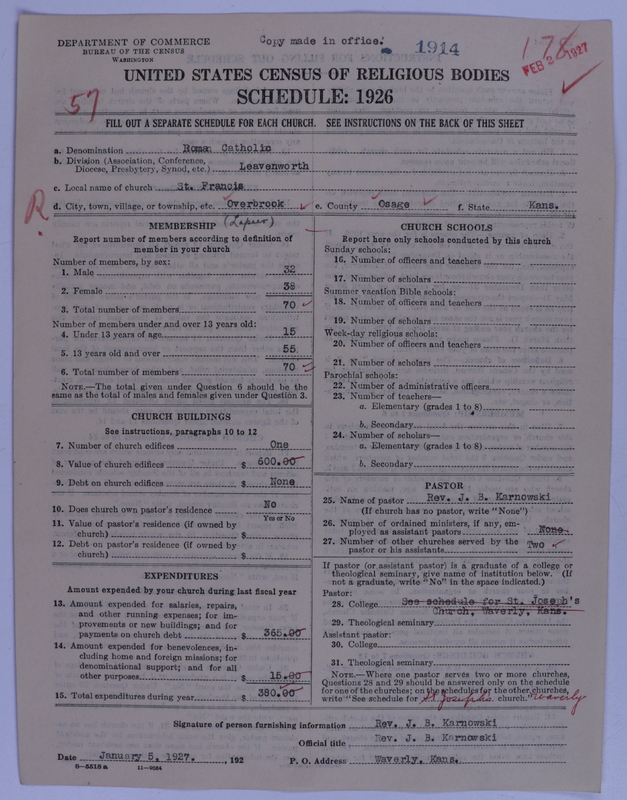 DEPARTMENT OF COMMERCE
BUREAU OF THE CENSUS
WASHINGTON
Copy made in office.
1914
178
FEB 28 1927
UNITED STATES CENSUS OF RELIGIOUS BODIES
SCHEDULE: 1926
57
FILL OUT A SEPARATE SCHEDULE FOR EACH CHURCH. SEE INSTRUCTIONS ON THE BACK OF THIS SHEET
a. Denomination Roman Catholic
b. Division (Association, Conference,
Diocese, Presbytery, Synod, etc.) Leavenworth
c. Local name of church St. Francis
R.
d. City, town, village, or township, etc. Overbrook e. County Osage f. State Kans.
MEMBERSHIP
Report number of members according to definition of
member in your church
Number of members, by sex:
1. Male 32
2. Female 38
3. Total number of members 70
Number of members under and over 13 years old:
4. Under 13 years of age 15
5. 13 years old and over 55
6. Total number of members 70
NOTE.—The total given under Question 6 should be the
same as the total of males and females given under Question 3.
CHURCH BUILDINGS
See instructions, paragraphs 10 to 12
7. Number of church edifices One
8. Value of church edifices $ 600.00
9. Debt on church edifices $ None
10. Does church own pastor's residence No
Yes or No
11. Value of pastor's residence (if owned by
church) $
12. Debt on pastor's residence (if owned by
church) $
EXPENDITURES
Amount expended by your church during last fiscal year
13. Amount expended for salaries, repairs,
and other running expenses; for im-
provements or new buildings; and for
payments on church debt $ 365.00
14. Amount expended for benevolences, in-
cluding home and foreign missions; for
denominational support; and for all
other purposes $ 15.00
15. Total expenditures during year $ 380.00
CHURCH SCHOOLS
Report here only schools conducted by this church
Sunday schools:
16. Number of officers and teachers
17. Number of scholars
Summer vacation Bible schools:
18. Number of officers and teachers
19. Number of scholars
Week-day religious schools:
20. Number of officers and teachers
21. Number of scholars
Parochial schools:
22. Number of administrative officers
23. Number of teachers—
a. Elementary (grades 1 to 8)
b. Secondary
24. Number of scholars—
a. Elementary (grades 1 to 8)
b. Secondary
PASTOR
25. Name of pastor Rev. J. B. Karnowski
(If church has no pastor, write "None")
26. Number of ordained ministers, if any, em-
ployed as assistant pastors None.
27. Number of other churches served by the
pastor or his assistants Two
If pastor (or assistant pastor) is a graduate of a college or
theological seminary, give name of institution below. (If
not a graduate, write "No" in the space indicated.)
Pastor:
28. College See schedule for St. Joseph's
Church, Waverly, Kans.
29. Theological seminary
Assistant pastor:
30. College
31. Theological seminary
NOTE.—Where one pastor serves two or more churches,
Questions 28 and 29 should be answered only on the schedule
for one of the churches; on the schedules for the other churches,
write "See schedule for St Josephs church." Waverly
Signature of person furnishing information Rev. J. B. Karnowski
Official title Rev. J. B. Karnowski
Date January 5, 1927. , 192 P. O. Address Waverly, Kans.
8—5518 a 11—9084